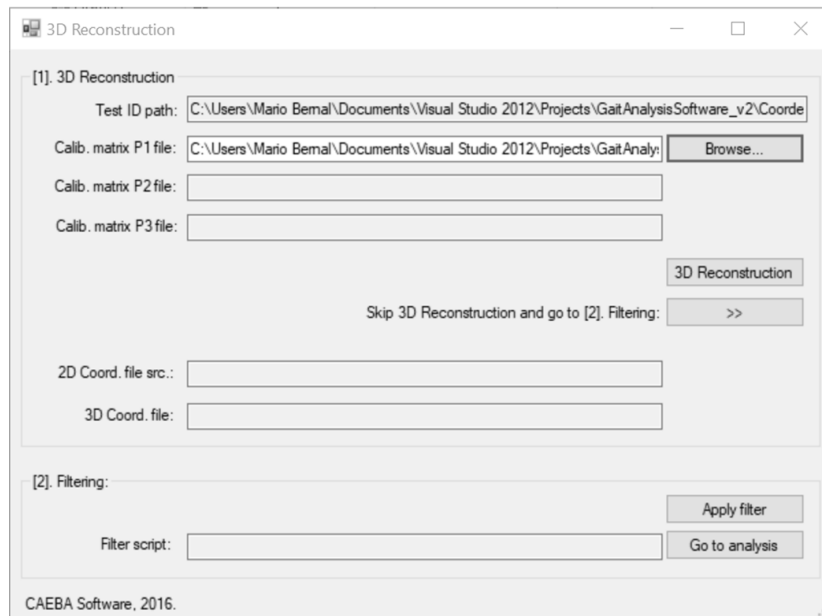 3D Reconstruction
[1]. 3D Reconstruction
Test ID path: C:\Users\Mario Bernal\Documents\Visual Studio 2012\Projects\GaitAnalysisSoftware_v2\Coorde
Calib. matrix P1 file: C:\Users\Mario Bernal\Documents\Visual Studio 2012\Projects\GaitAnalys Browse...
Calib. matrix P2 file:
Calib. matrix P3 file:
3D Reconstruction
Skip 3D Reconstruction and go to [2]. Filtering: >>
2D Coord. file src.:
3D Coord. file:
[2]. Filtering:
Apply filter
Filter script: Go to analysis
CAEBA Software, 2016.